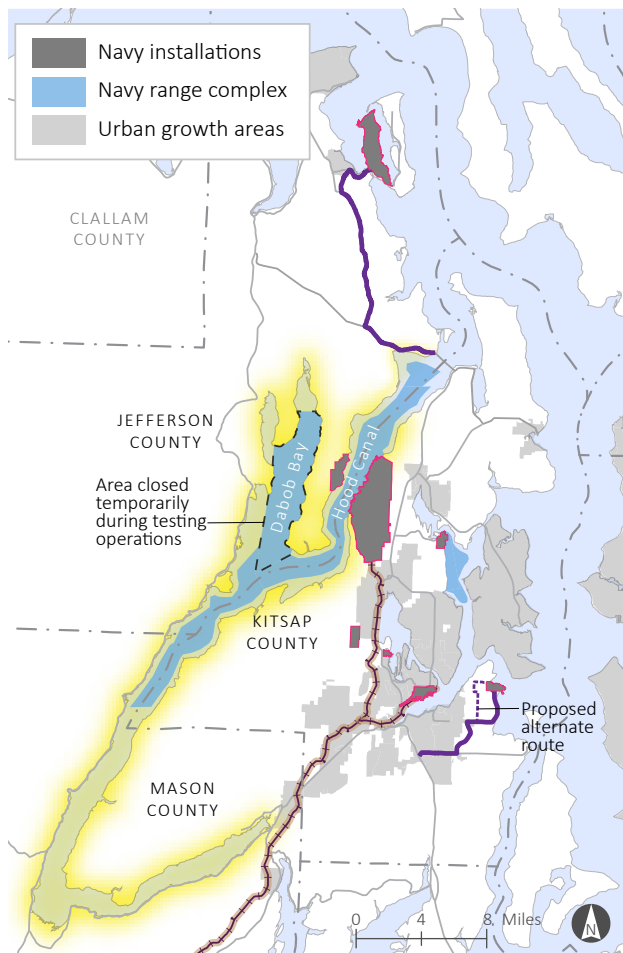 Navy installations
Navy range complex
Urban growth areas
CLALLAM
COUNTY
JEFFERSON
COUNTY
Area closed
temporarily
during testing
operations
Dabob Bay
Hood Canal
KITSAP
COUNTY
Proposed
alternate
route
MASON
COUNTY
0 4 8 Miles
N